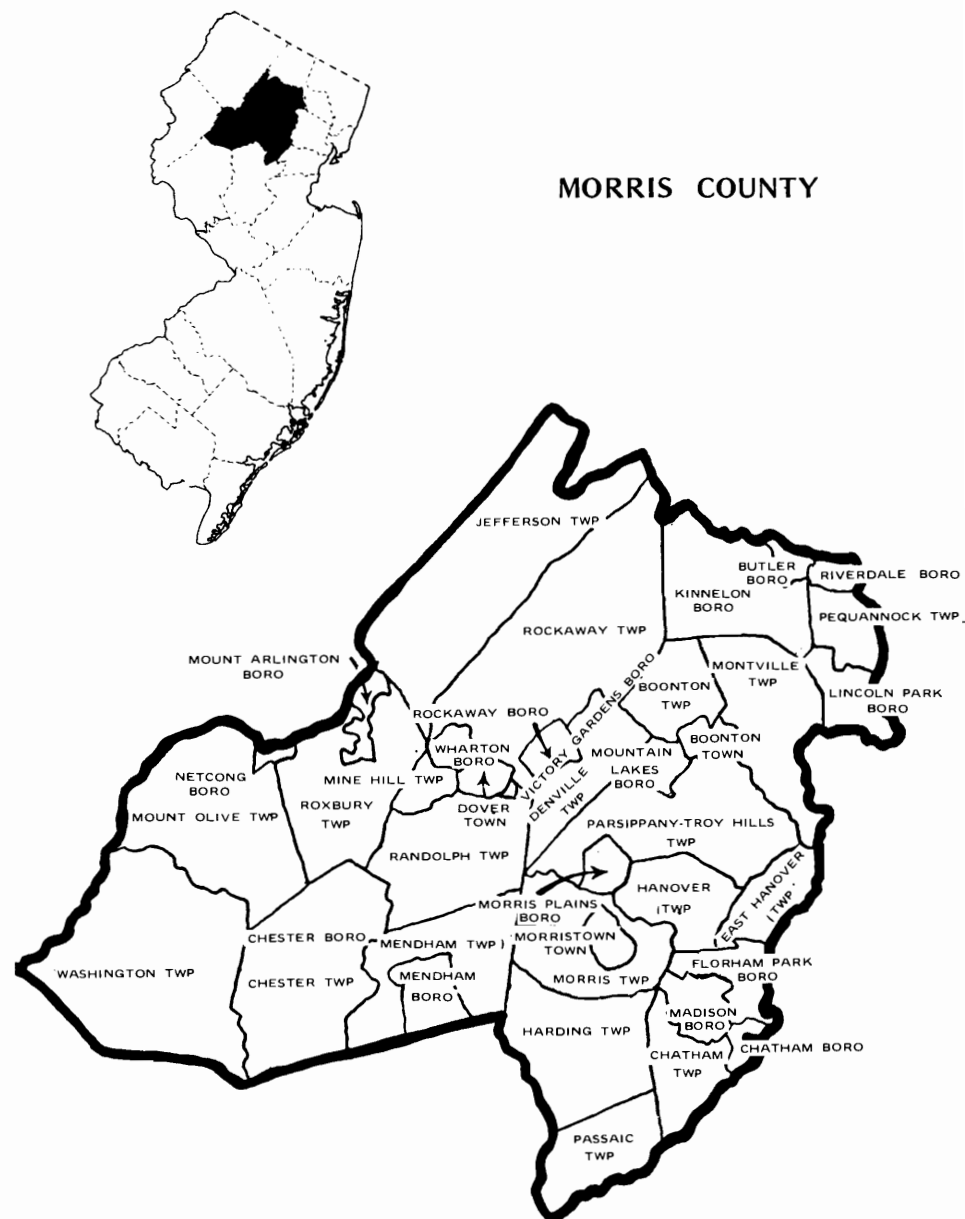 MORRIS COUNTY
JEFFERSON TWP
BUTLER
BORO
RIVERDALE BORO
KINNELON
BORO
PEQUANNOCK TWP
ROCKAWAY TWP
MOUNT ARLINGTON
BORO
MONTVILLE
TWP
BOONTON
TWP
LINCOLN PARK
BORO
ROCKAWAY BORO
VICTORY GARDENS BORO
WHARTON
BORO
BOONTON
TOWN
MOUNTAIN
LAKES
BORO
NETCONG
BORO
MINE HILL TWP
DENVILLE
TWP
MOUNT OLIVE TWP
ROXBURY
TWP
DOVER
TOWN
PARSIPPANY-TROY HILLS
TWP
RANDOLPH TWP
HANOVER
TWP
EAST HANOVER
TWP
MORRIS PLAINS
BORO
CHESTER BORO
MENDHAM TWP
MORRISTOWN
TOWN
FLORHAM PARK
BORO
WASHINGTON TWP
CHESTER TWP
MENDHAM
BORO
MORRIS TWP
MADISON
BORO
HARDING TWP
CHATHAM BORO
CHATHAM
TWP
PASSAIC
TWP